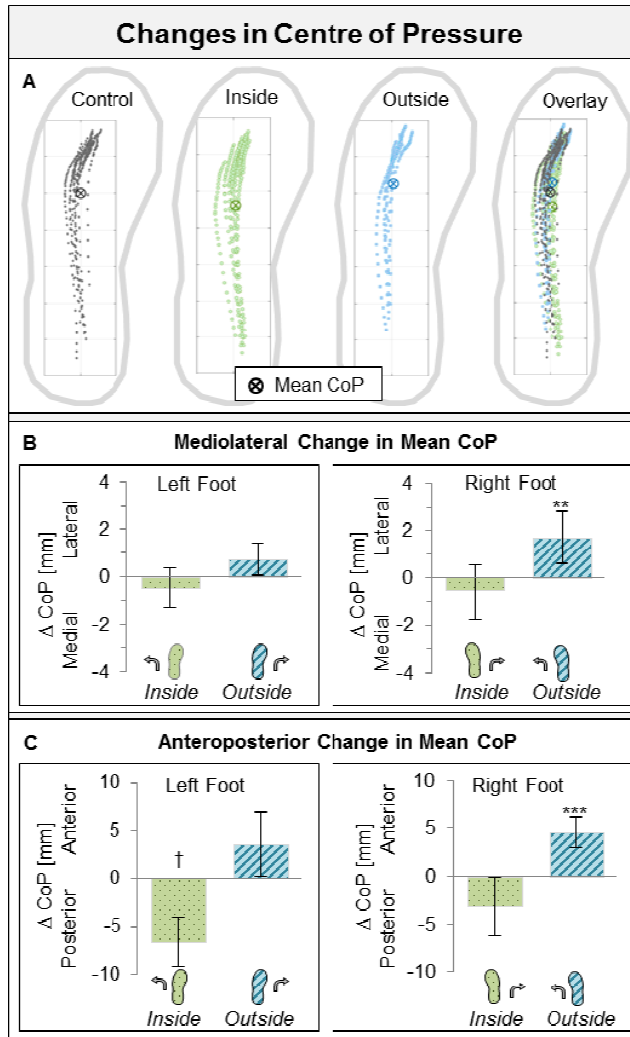 Changes in Centre of Pressure
A
Control
Inside
Outside
Overlay
⊗ Mean CoP
B
Mediolateral Change in Mean CoP
Left Foot
Δ CoP [mm]
Medial
Lateral
4
2
0
-2
-4
Inside
Outside
Right Foot
Δ CoP [mm]
Medial
Lateral
4
2
0
-2
-4
**
Inside
Outside
C
Anteroposterior Change in Mean CoP
Left Foot
Δ CoP [mm]
Posterior
Anterior
10
5
0
-5
-10
†
Inside
Outside
Right Foot
Δ CoP [mm]
Posterior
Anterior
10
5
0
-5
-10
***
Inside
Outside